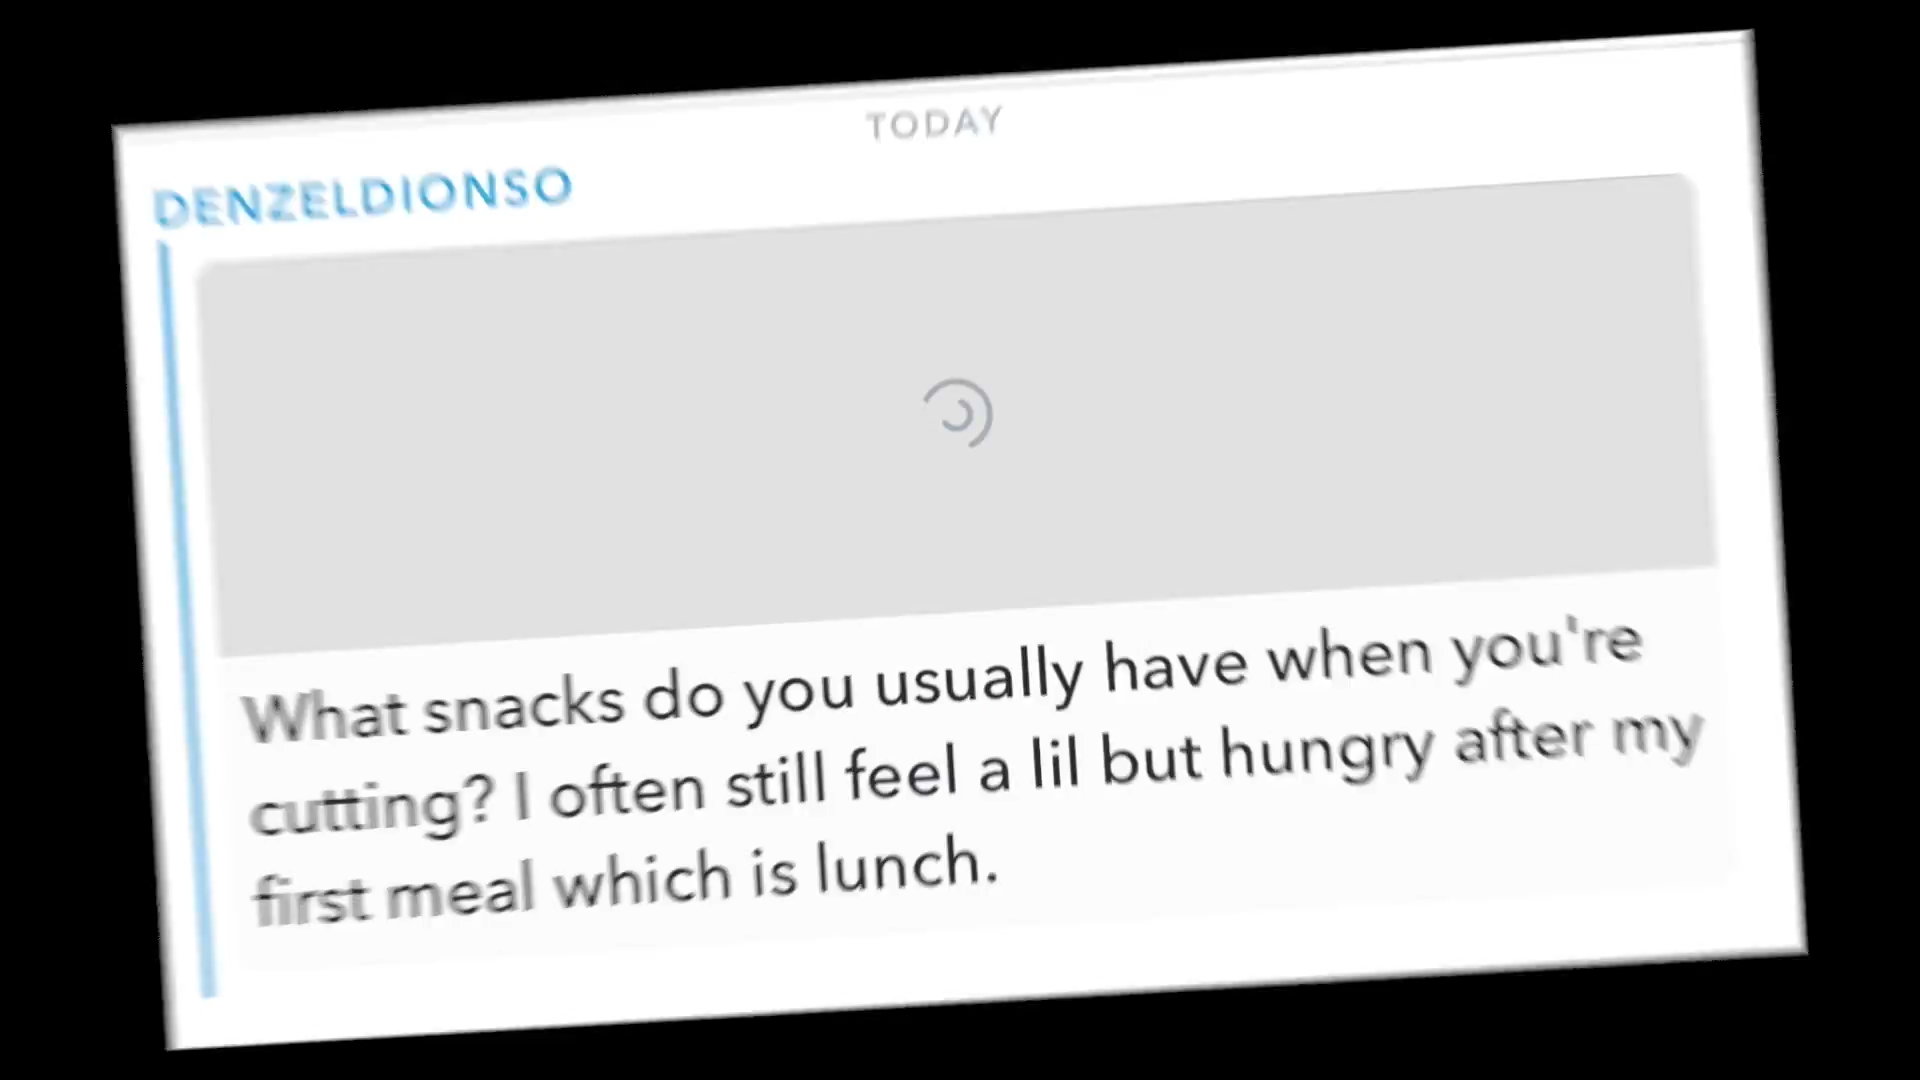 TODAY
DENZELDIONSO
What snacks do you usually have when you're
cutting? I often still feel a lil but hungry after my
first meal which is lunch.